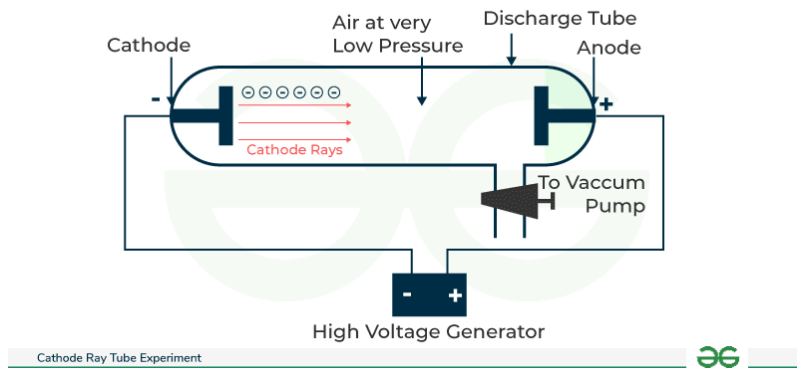 Discharge Tube
Air at very
Low Pressure
Cathode
Anode
-
+
Cathode Rays
To Vaccum
Pump
- +
High Voltage Generator
Cathode Ray Tube Experiment